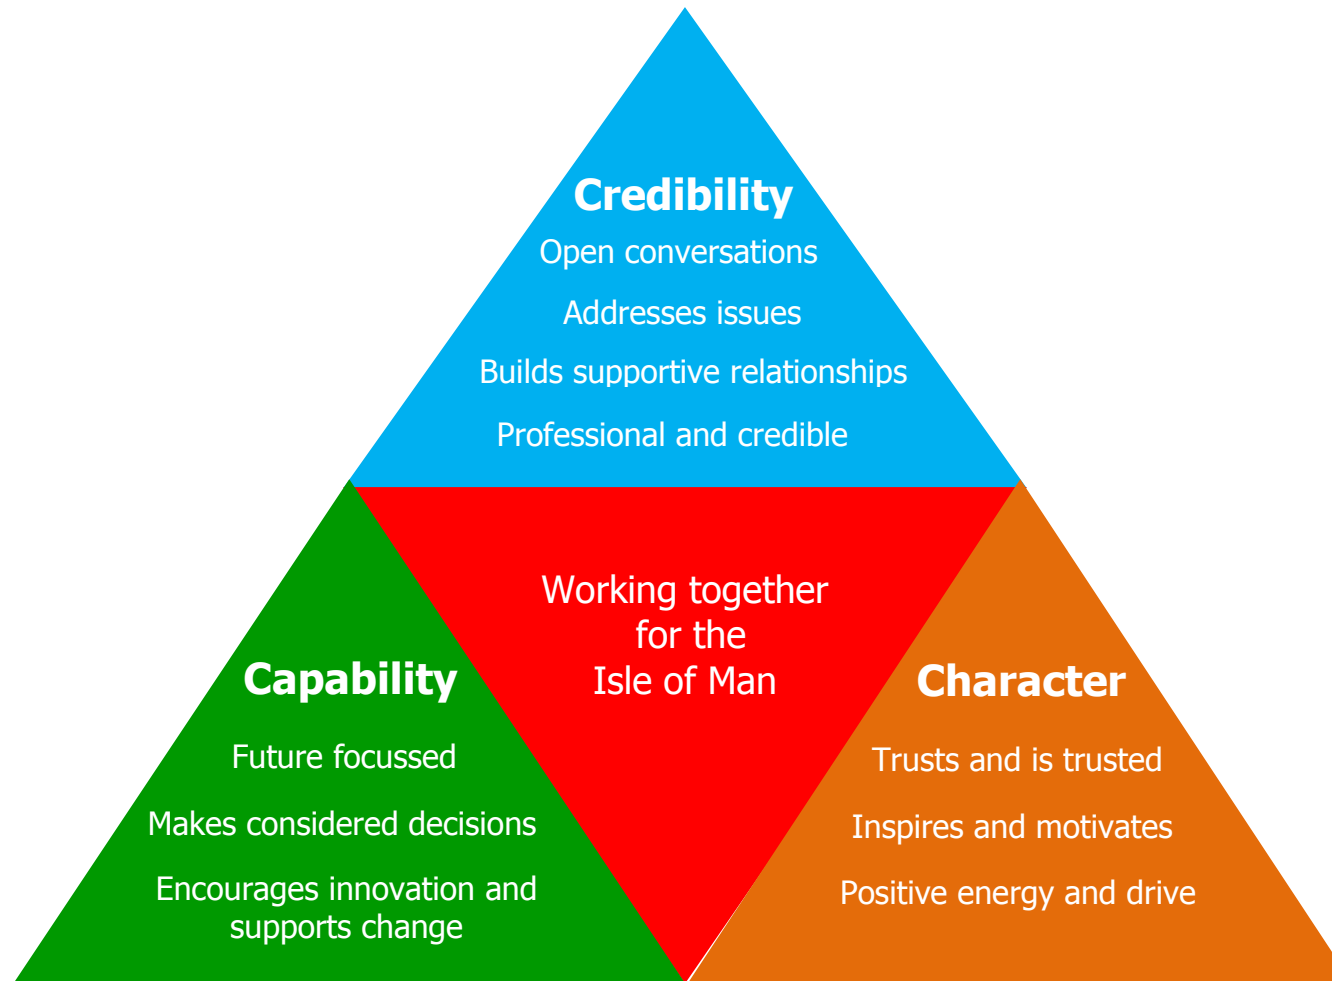 Credibility
Open conversations
Addresses issues
Builds supportive relationships
Professional and credible
Working together
for the
Isle of Man
Capability
Future focussed
Makes considered decisions
Encourages innovation and
supports change
Character
Trusts and is trusted
Inspires and motivates
Positive energy and drive